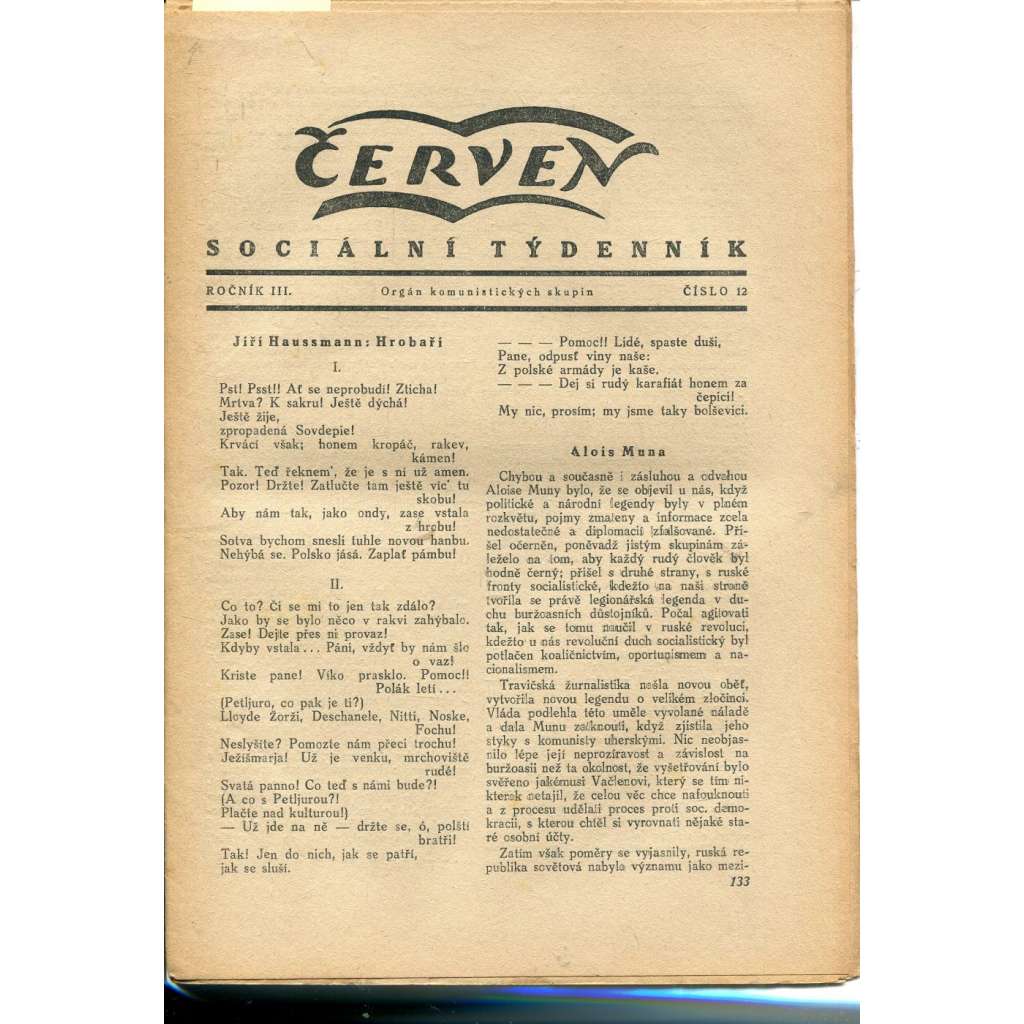 ČERVEN
SOCIÁLNÍ TÝDENNÍK
ROČNÍK III. Orgán komunistických skupin ČÍSLO 12
Jiří Haussmann: Hrobaři
I.
Pst! Psst!! Ať se neprobudí! Zticha!
Mrtva? K sakru! Ještě dýchá!
Ještě žije,
zpropadená Sovdepie!
Krvácí však; honem kropáč, rakev,
kámen!
Tak. Teď řeknem', že je s ní už amen.
Pozor! Držte! Zatlučte tam ještě víc' tu
skobu!
Aby nám tak, jako ondy, zase vstala
z hrobu!
Sotva bychom snesli tuhle novou hanbu.
Nehýbá se. Polsko jásá. Zaplať pámbu!
II.
Co to? Či se mi to jen tak zdálo?
Jako by se bylo něco v rakvi zahýbalo.
Zase! Dejte přes ni provaz!
Kdyby vstala... Páni, vždyť by nám šlo
o vaz!
Kriste pane! Víko prasklo. Pomoc!!
Polák letí...
(Petljuro, co pak je ti?)
Lloyde Žorži, Deschanele, Nitti, Noske,
Fochu!
Neslyšíte? Pomozte nám přeci trochu!
Ježíšmarja! Už je venku, mrchoviště
rudé!
Svatá panno! Co teď s námi bude?!
(A co s Petljurou?!
Plačte nad kulturou!)
— Už jde na ně — držte se, ó, polští
bratři!
Tak! Jen do nich, jak se patří,
jak se sluší.
— — — Pomoc!! Lidé, spaste duši,
Pane, odpusť viny naše:
Z polské armády je kaše.
— — — Dej si rudý karafiát honem za
čepici!
My nic, prosím; my jsme taky bolševici.
Alois Muna
Chybou a současně i zásluhou a odvahou
Aloise Muny bylo, že se objevil u nás, když
politické a národní legendy byly v plném
rozkvětu, pojmy zmateny a informace zcela
nedostatečné a diplomacií zfalšované. Při-
šel očerněn, poněvadž jistým skupinám zá-
leželo na tom, aby každý rudý člověk byl
hodně černý; přišel s druhé strany, s ruské
fronty socialistické, kdežto na naší straně
tvořila se právě legionářská legenda v du-
chu buržoasních důstojníků. Počal agitovati
tak, jak se tomu naučil v ruské revoluci,
kdežto u nás revoluční duch socialistický byl
potlačen koaličnictvím, oportunismem a na-
cionalismem.
Travičská žurnalistika našla novou oběť,
vytvořila novou legendu o velikém zločinci.
Vláda podlehla této uměle vyvolané náladě
a dala Munu zatknouti, když zjistila jeho
styky s komunisty uherskými. Nic neobjas-
nilo lépe její neprozíravost a závislost na
buržoasii než ta okolnost, že vyšetřování bylo
svěřeno jakémusi Vačlenovi, který se tím ni-
kterak netajil, že celou věc chce nafouknouti
a z procesu udělati proces proti soc. demo-
kracii, s kterou chtěl si vyrovnati nějaké sta-
ré osobní účty.
Zatím však poměry se vyjasnily, ruská re-
publika sovětová nabyla významu jako mezi-
133